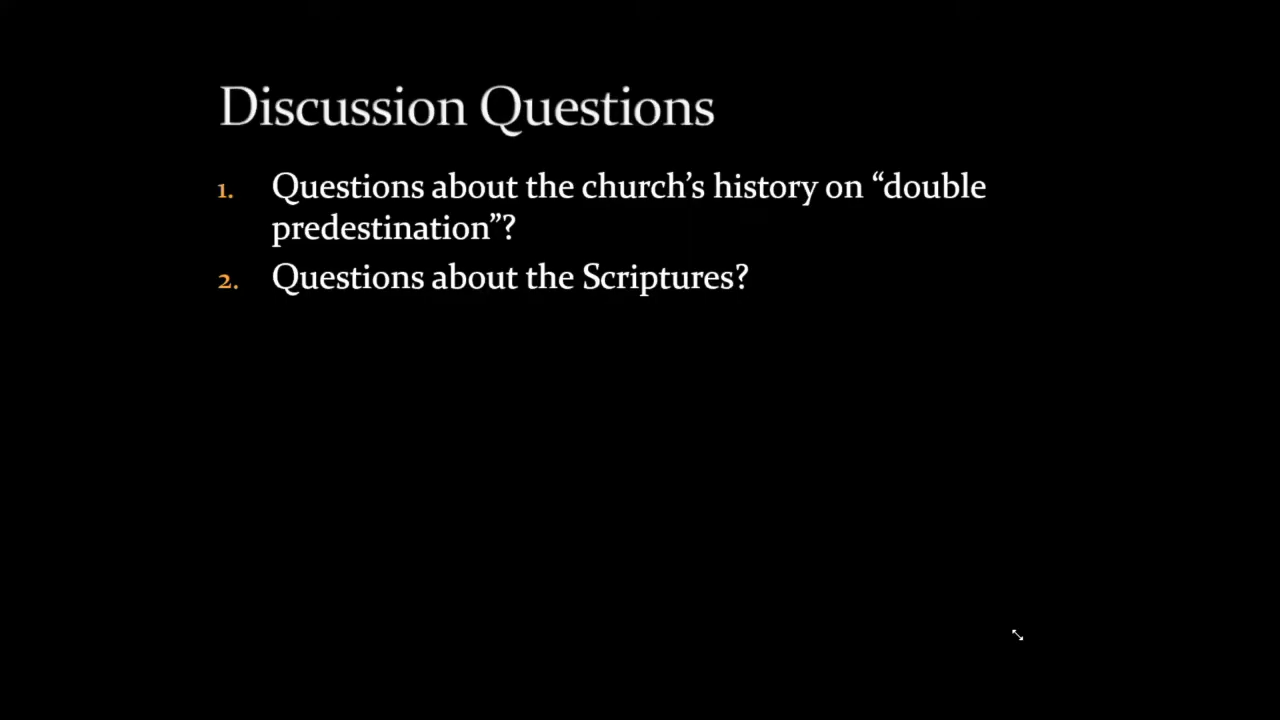 Discussion Questions
1. Questions about the church’s history on “double
predestination”?
2. Questions about the Scriptures?